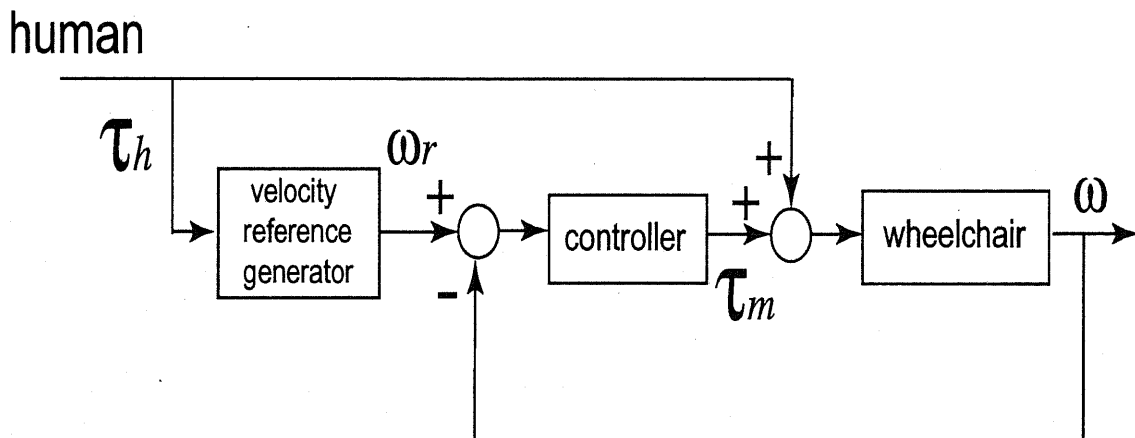 human
τh
velocity
reference
generator
ωr
+
-
controller
+
τm
+
wheelchair
ω